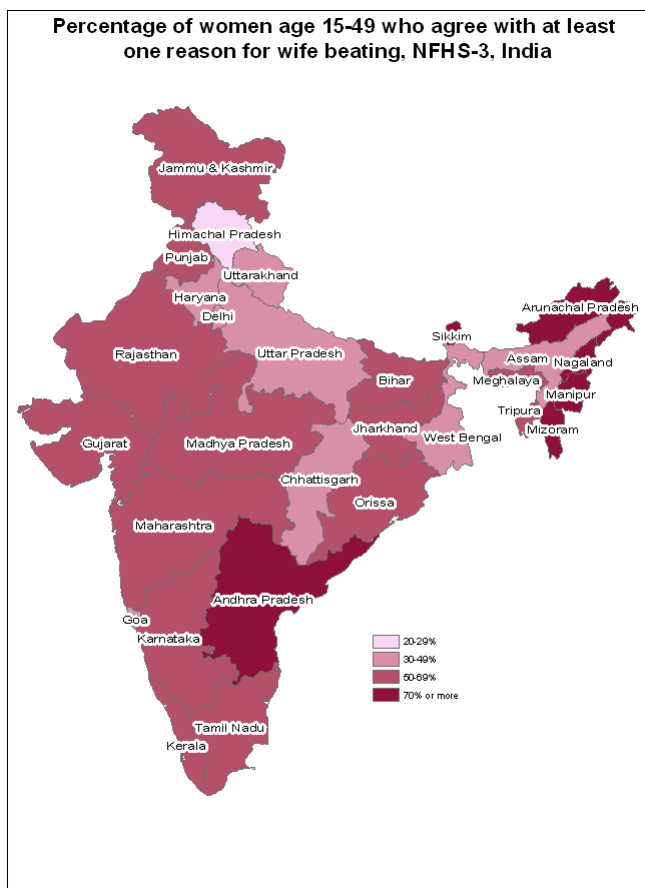 Percentage of women age 15-49 who agree with at least
one reason for wife beating, NFHS-3, India
Jammu & Kashmir
Himachal Pradesh
Punjab
Uttarakhand
Haryana
Delhi
Arunachal Pradesh
Sikkim
Rajasthan
Uttar Pradesh
Assam
Nagaland
Bihar
Meghalaya
Manipur
Tripura
Mizoram
Gujarat
Madhya Pradesh
Jharkhand
West Bengal
Chhattisgarh
Orissa
Maharashtra
Andhra Pradesh
Goa
Karnataka
20-29%
30-49%
50-69%
70% or more
Tamil Nadu
Kerala